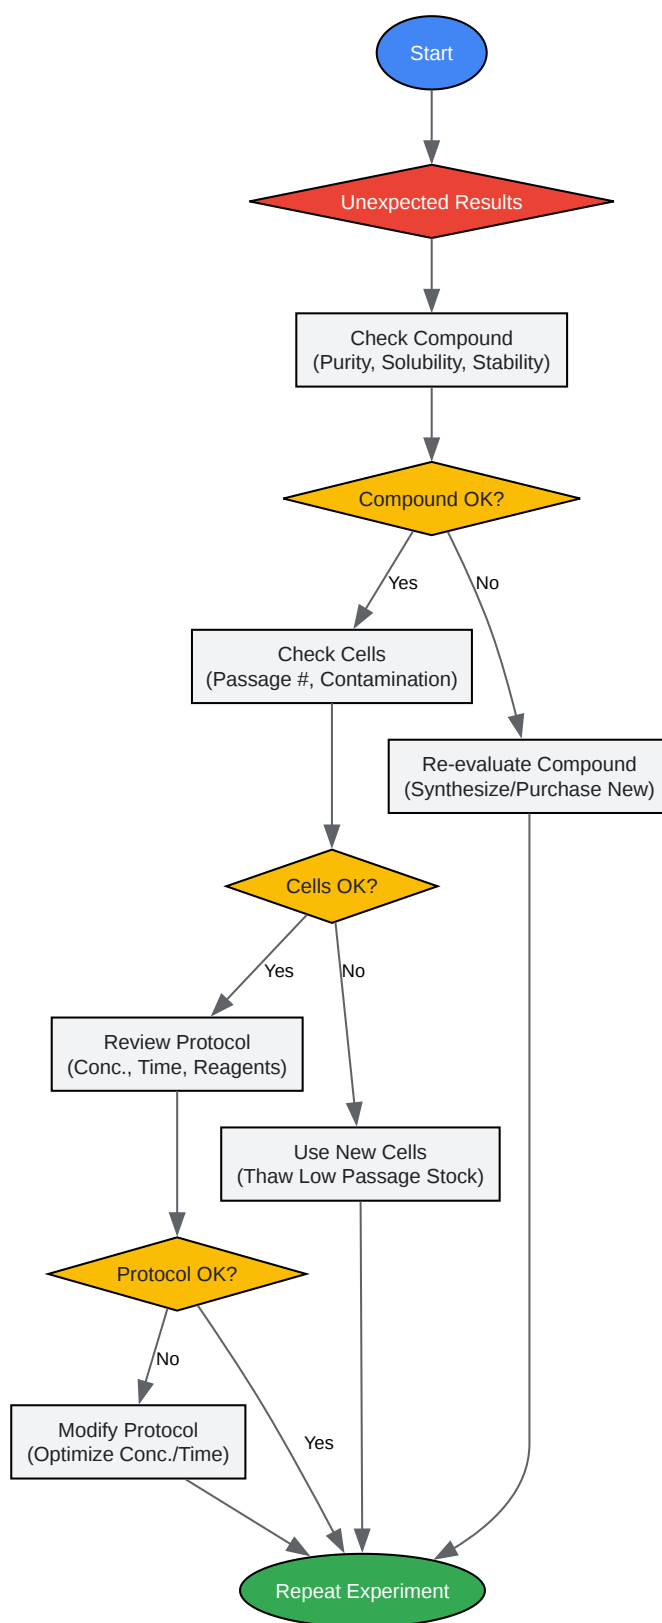 Start
Unexpected Results
Check Compound
(Purity, Solubility, Stability)
Compound OK?
Yes
No
Check Cells
(Passage #, Contamination)
Re-evaluate Compound
(Synthesize/Purchase New)
Cells OK?
Yes
No
Review Protocol
(Conc., Time, Reagents)
Use New Cells
(Thaw Low Passage Stock)
Protocol OK?
No
Yes
Modify Protocol
(Optimize Conc./Time)
Repeat Experiment